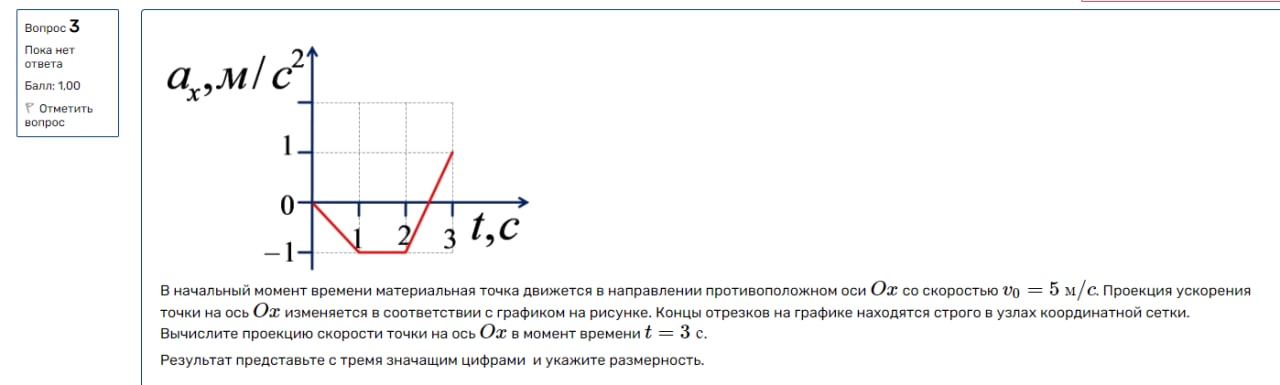 Вопрос 3
Пока нет
ответа
Балл: 1,00
Отметить
вопрос
aₓ,м/с²
1
0
−1
1 2 3 t,c
В начальный момент времени материальная точка движется в направлении противоположном оси Ox со скоростью v₀ = 5 м/с. Проекция ускорения
точки на ось Ox изменяется в соответствии с графиком на рисунке. Концы отрезков на графике находятся строго в узлах координатной сетки.
Вычислите проекцию скорости точки на ось Ox в момент времени t = 3 с.
Результат представьте с тремя значащим цифрами и укажите размерность.